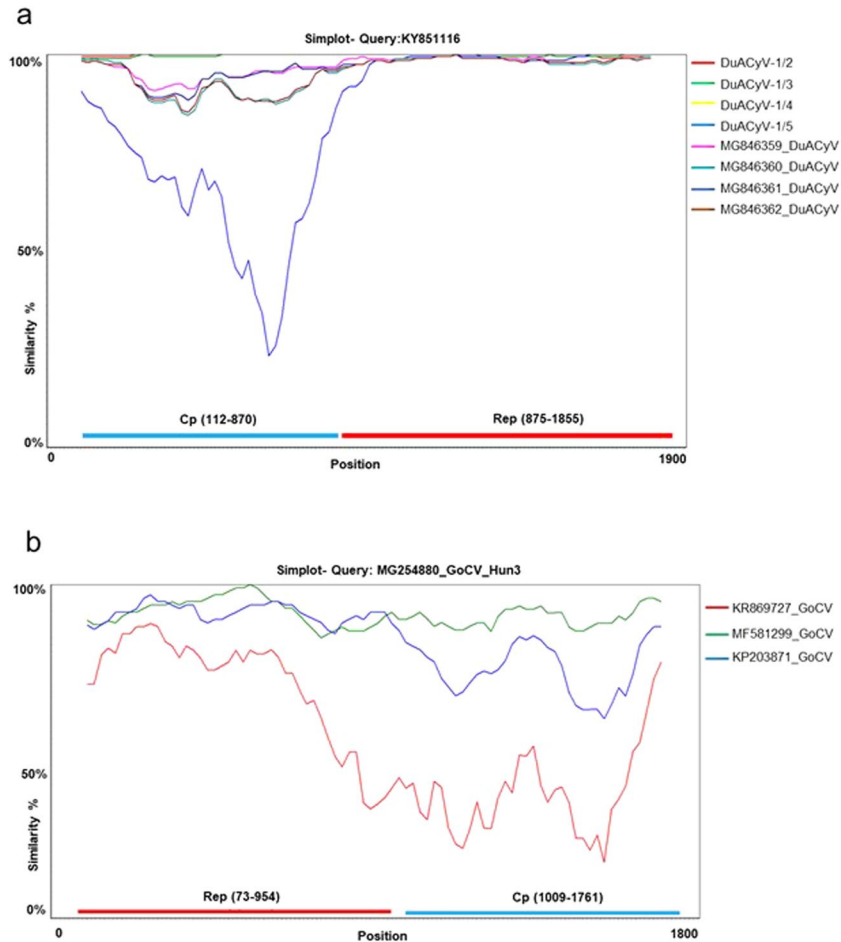 a
Simplot- Query:KY851116
100%
50%
0%
Similarity %
Cp (112-870)
Rep (875-1855)
0
Position
1900
DuACyV-1/2
DuACyV-1/3
DuACyV-1/4
DuACyV-1/5
MG846359_DuACyV
MG846360_DuACyV
MG846361_DuACyV
MG846362_DuACyV
b
Simplot- Query: MG254880_GoCV_Hun3
100%
50%
0%
Similarity %
Rep (73-954)
Cp (1009-1761)
0
Position
1800
KR869727_GoCV
MF581299_GoCV
KP203871_GoCV